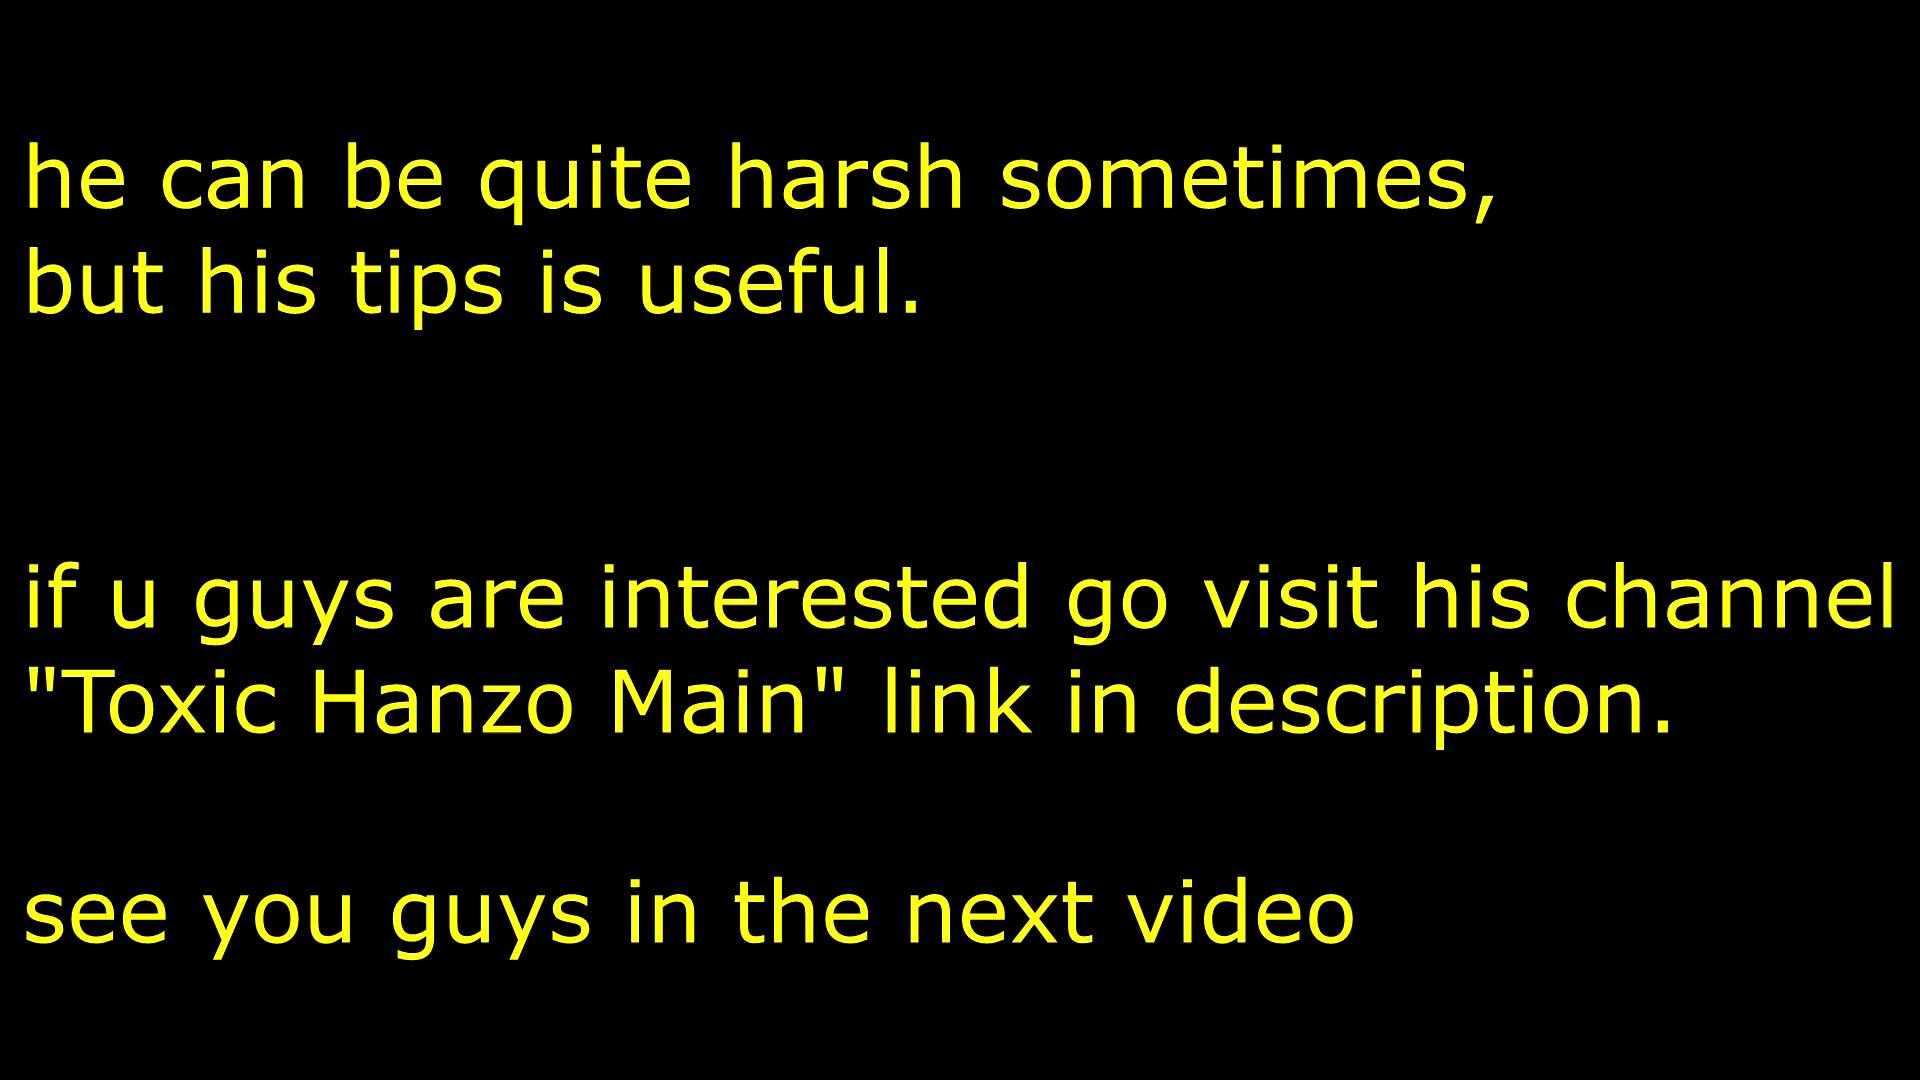 he can be quite harsh sometimes,
but his tips is useful.
if u guys are interested go visit his channel
"Toxic Hanzo Main" link in description.
see you guys in the next video